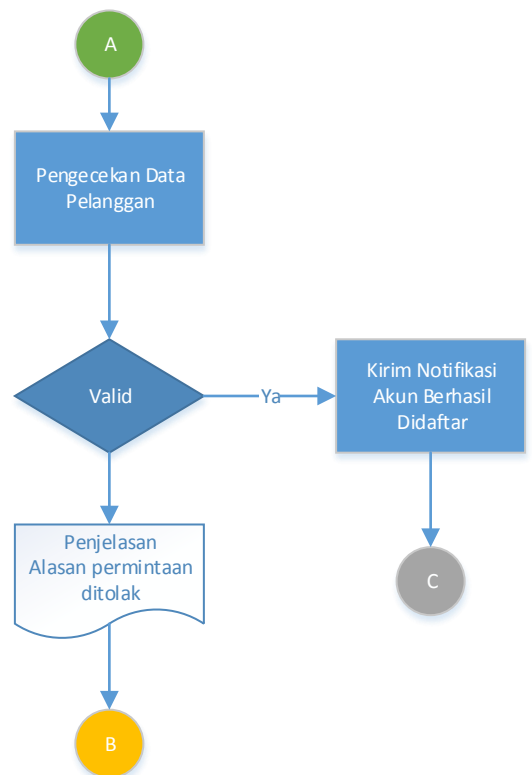 A
Pengecekan Data
Pelanggan
Valid
Ya
Kirim Notifikasi
Akun Berhasil
Didaftar
Penjelasan
Alasan permintaan
ditolak
C
B